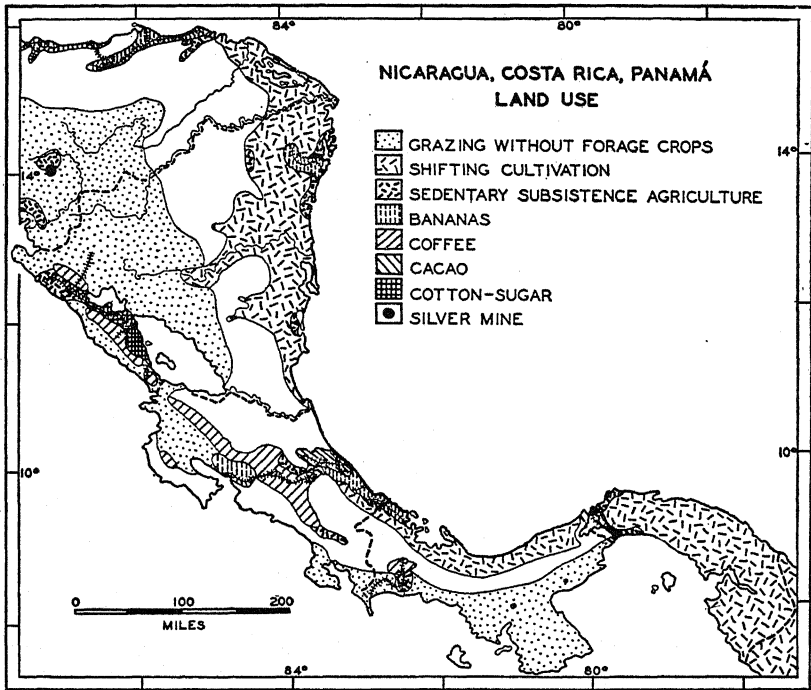 84°
80°
NICARAGUA, COSTA RICA, PANAMÁ
LAND USE
GRAZING WITHOUT FORAGE CROPS
SHIFTING CULTIVATION
SEDENTARY SUBSISTENCE AGRICULTURE
BANANAS
COFFEE
CACAO
COTTON-SUGAR
SILVER MINE
14°
14°
10°
10°
0 100 200
MILES
84°
80°